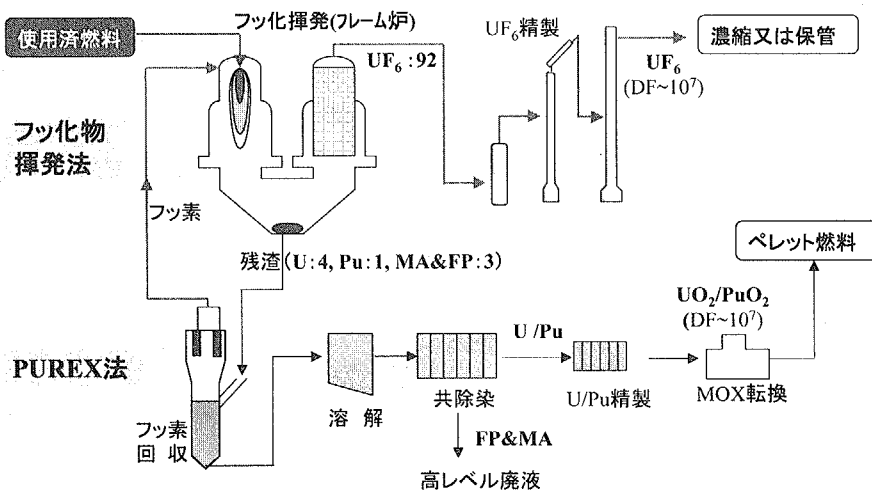 フッ化揮発(フレーム炉)
使用済燃料
UF6:92
UF6精製
濃縮又は保管
UF6
(DF~10^7)
フッ化物
揮発法
フッ素
残渣(U:4, Pu:1, MA&FP:3)
ペレット燃料
UO2/PuO2
(DF~10^7)
PUREX法
U /Pu
溶 解
共除染
U/Pu精製
MOX転換
フッ素
回 収
FP&MA
高レベル廃液